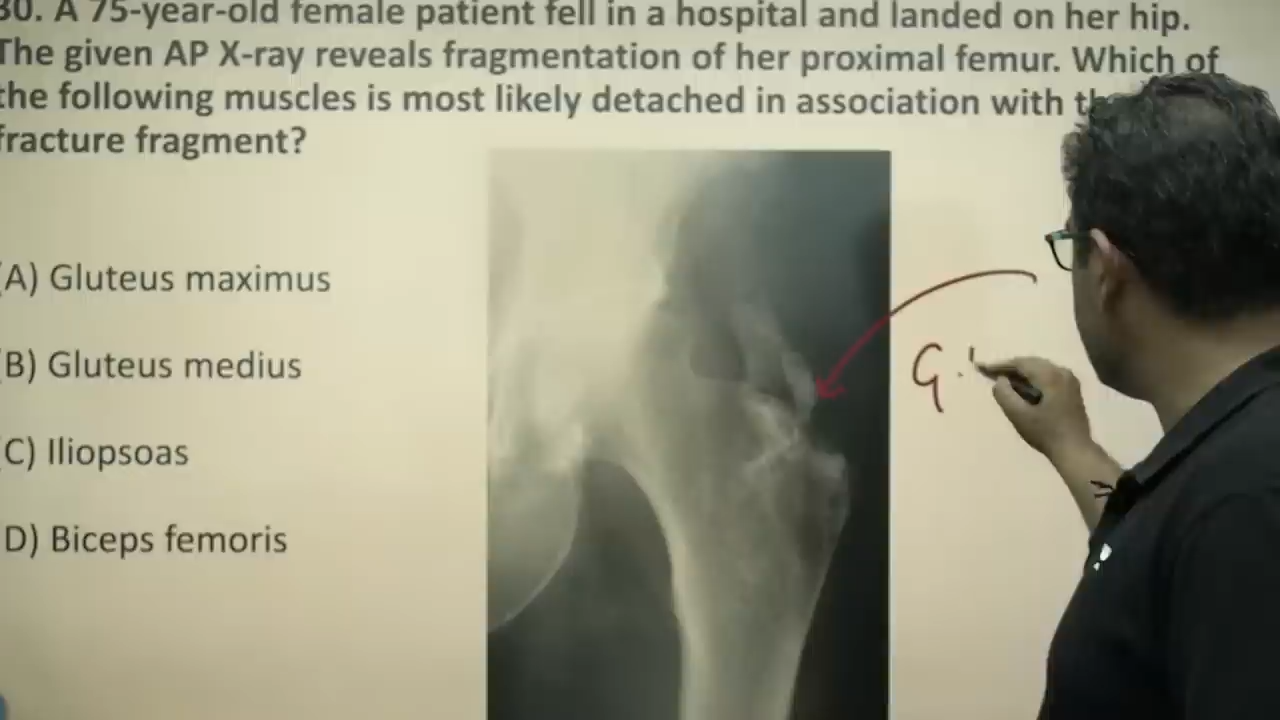 30. A 75-year-old female patient fell in a hospital and landed on her hip.
The given AP X-ray reveals fragmentation of her proximal femur. Which of
the following muscles is most likely detached in association with
fracture fragment?
(A) Gluteus maximus
(B) Gluteus medius
(C) Iliopsoas
(D) Biceps femoris
G.